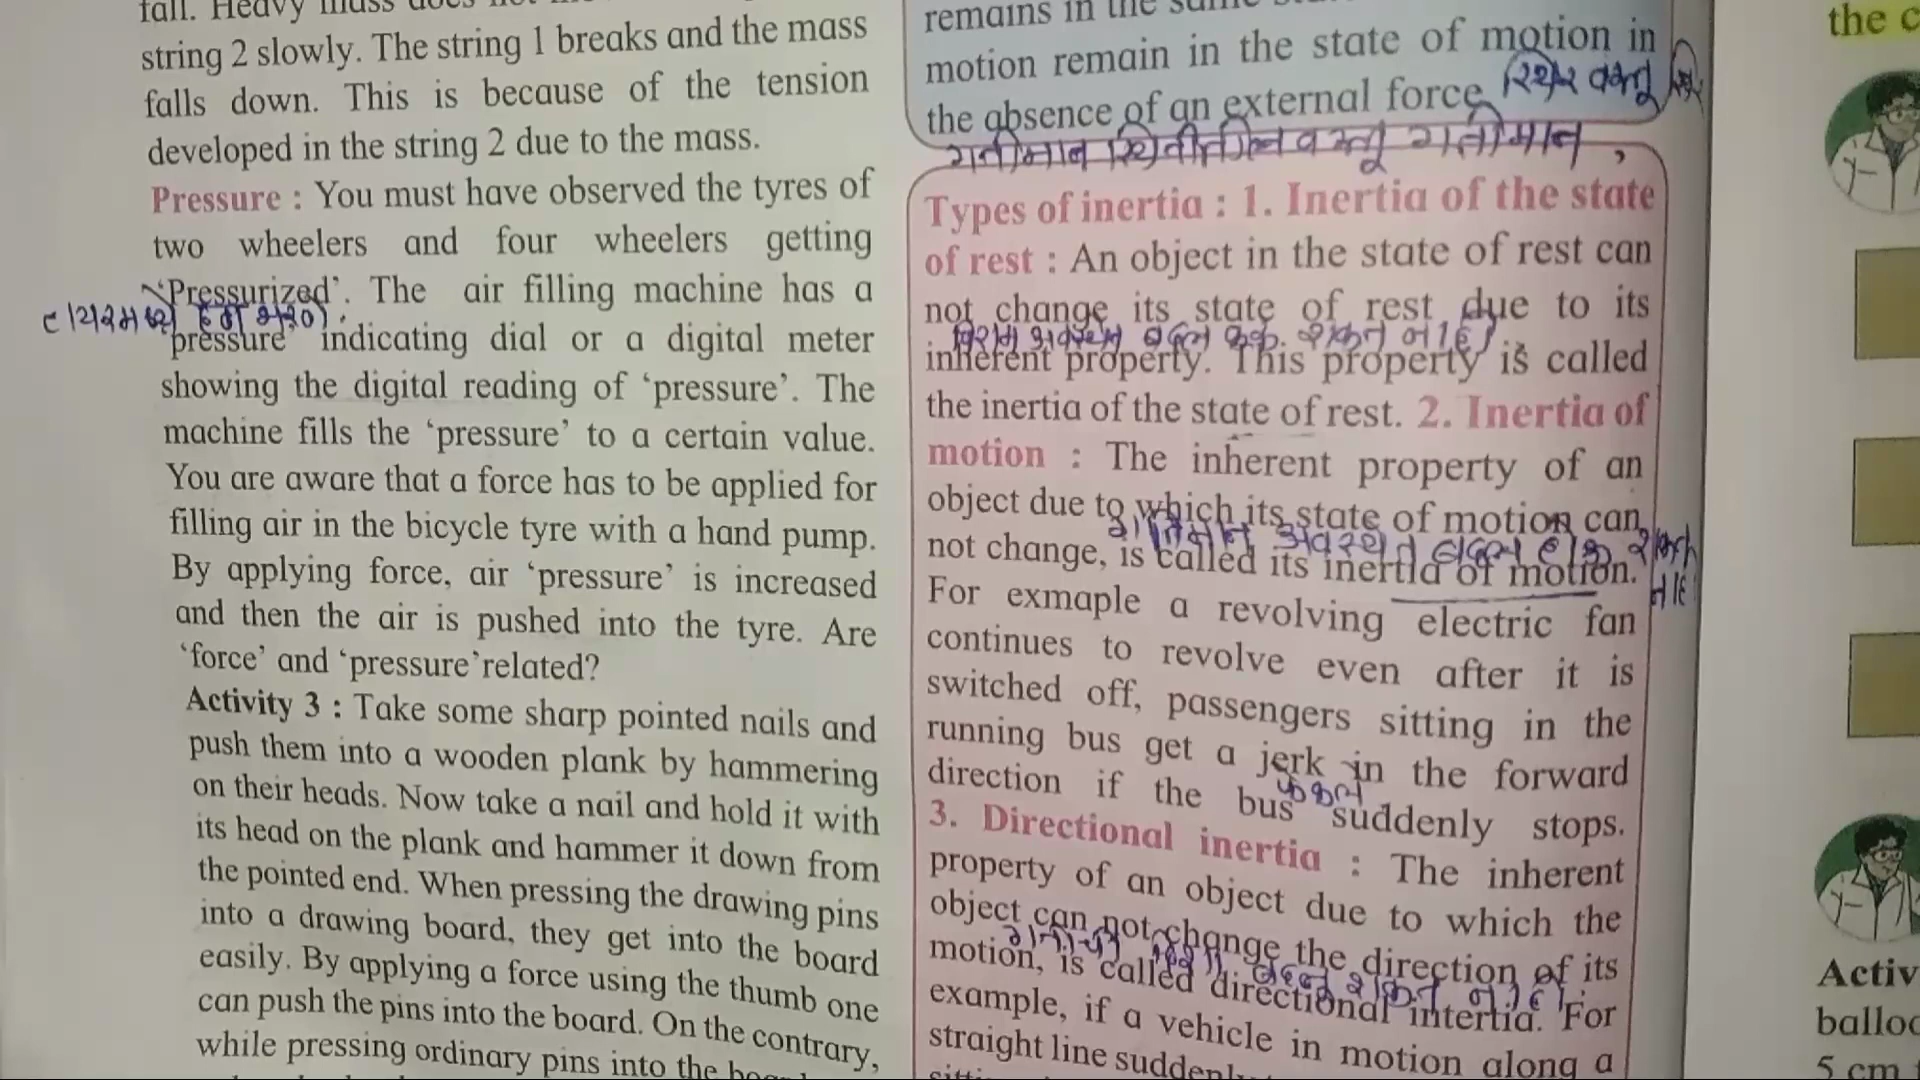 string 2 slowly. The string 1 breaks and the mass
falls down. This is because of the tension
developed in the string 2 due to the mass.
Pressure : You must have observed the tyres of
two wheelers and four wheelers getting
'Pressurized'. The air filling machine has a
pressure indicating dial or a digital meter
showing the digital reading of 'pressure'. The
machine fills the 'pressure' to a certain value.
You are aware that a force has to be applied for
filling air in the bicycle tyre with a hand pump.
By applying force, air 'pressure' is increased
and then the air is pushed into the tyre. Are
'force' and 'pressure'related?
Activity 3 : Take some sharp pointed nails and
push them into a wooden plank by hammering
on their heads. Now take a nail and hold it with
its head on the plank and hammer it down from
the pointed end. When pressing the drawing pins
into a drawing board, they get into the board
easily. By applying a force using the thumb one
can push the pins into the board. On the contrary,
while pressing ordinary pins into the
remains in the
motion remain in the state of motion in
the absence of an external force
स्थिर वस्तू
गतीमान वस्तू गतीमान
Types of inertia : 1. Inertia of the state
of rest : An object in the state of rest can
not change its state of rest due to its
शकत नाही
inherent property. This property is called
the inertia of the state of rest. 2. Inertia of
motion : The inherent property of an
object due to which its state of motion can
not change, is called its inertia of motion.
For exmaple a revolving electric fan
continues to revolve even after it is
switched off, passengers sitting in the
running bus get a jerk in the forward
direction if the bus suddenly stops.
3. Directional inertia : The inherent
property of an object due to which the
object can not change the direction of its
motion, is called directional intertia. For
example, if a vehicle in motion along a
straight line
the
Activ
5 cm